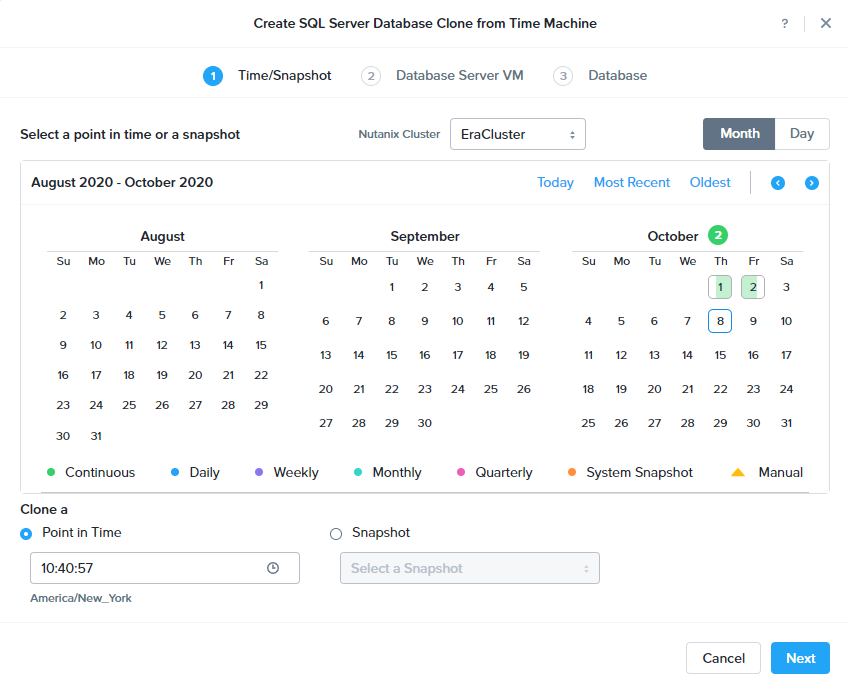 Create SQL Server Database Clone from Time Machine ? ×
1 Time/Snapshot 2 Database Server VM 3 Database
Select a point in time or a snapshot Nutanix Cluster EraCluster Month Day
August 2020 - October 2020 Today Most Recent Oldest
August
Su Mo Tu We Th Fr Sa
1
2 3 4 5 6 7 8
9 10 11 12 13 14 15
16 17 18 19 20 21 22
23 24 25 26 27 28 29
30 31
September
Su Mo Tu We Th Fr Sa
1 2 3 4 5
6 7 8 9 10 11 12
13 14 15 16 17 18 19
20 21 22 23 24 25 26
27 28 29 30
October 2
Su Mo Tu We Th Fr Sa
1 2 3
4 5 6 7 8 9 10
11 12 13 14 15 16 17
18 19 20 21 22 23 24
25 26 27 28 29 30 31
Continuous Daily Weekly Monthly Quarterly System Snapshot Manual
Clone a
Point in Time Snapshot
10:40:57 Select a Snapshot
America/New_York
Cancel Next